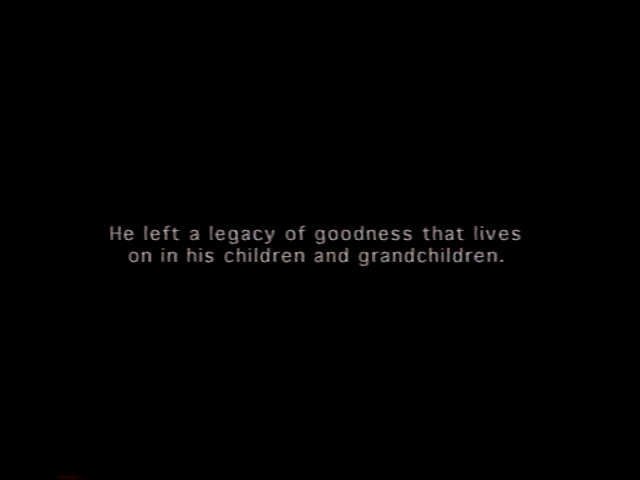 He left a legacy of goodness that lives
on in his children and grandchildren.